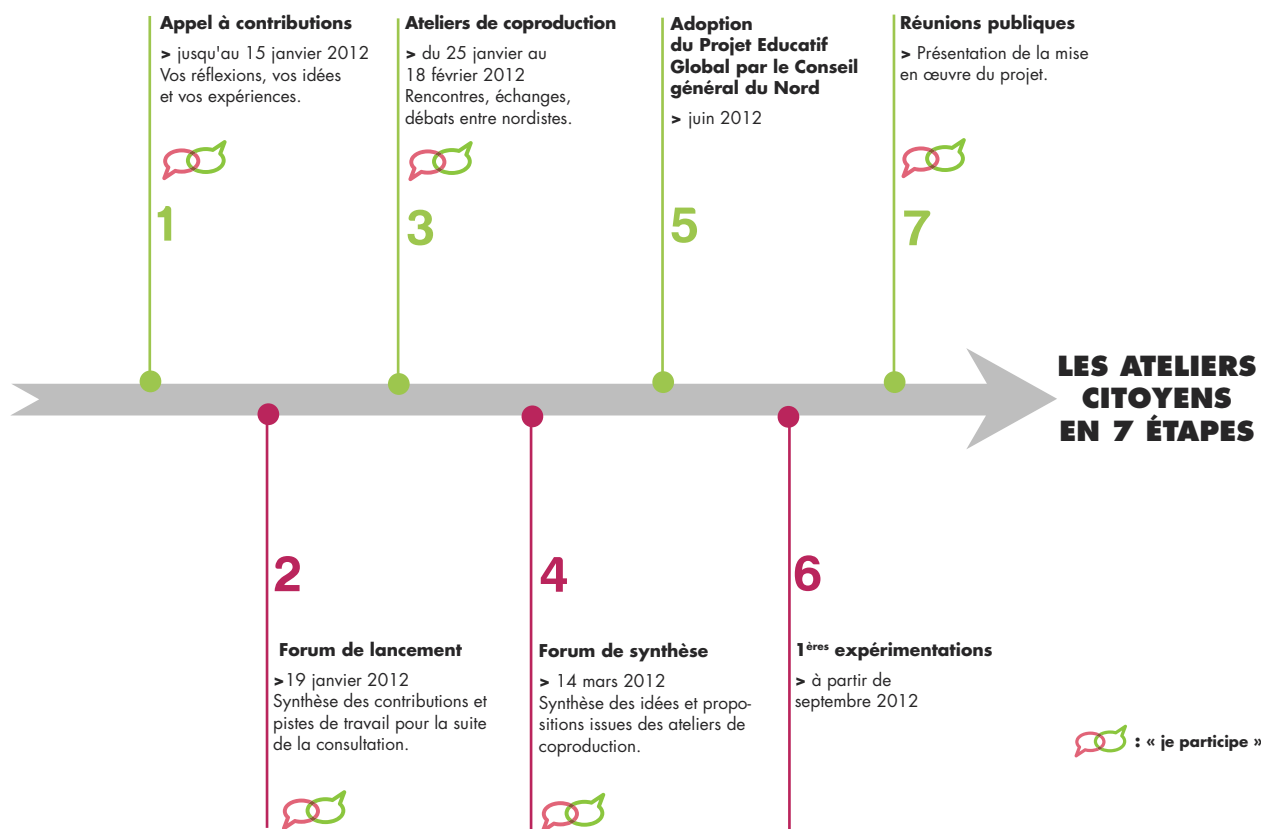 Appel à contributions
> jusqu'au 15 janvier 2012
Vos réflexions, vos idées
et vos expériences.
1
Forum de lancement
>19 janvier 2012
Synthèse des contributions et
pistes de travail pour la suite
de la consultation.
2
Ateliers de coproduction
> du 25 janvier au
18 février 2012
Rencontres, échanges,
débats entre nordistes.
3
Forum de synthèse
> 14 mars 2012
Synthèse des idées et propo-
sitions issues des ateliers de
coproduction.
4
Adoption
du Projet Educatif
Global par le Conseil
général du Nord
> juin 2012
5
1ères expérimentations
> à partir de
septembre 2012
6
Réunions publiques
> Présentation de la mise
en œuvre du projet.
7
LES ATELIERS
CITOYENS
EN 7 ÉTAPES
: « je participe »